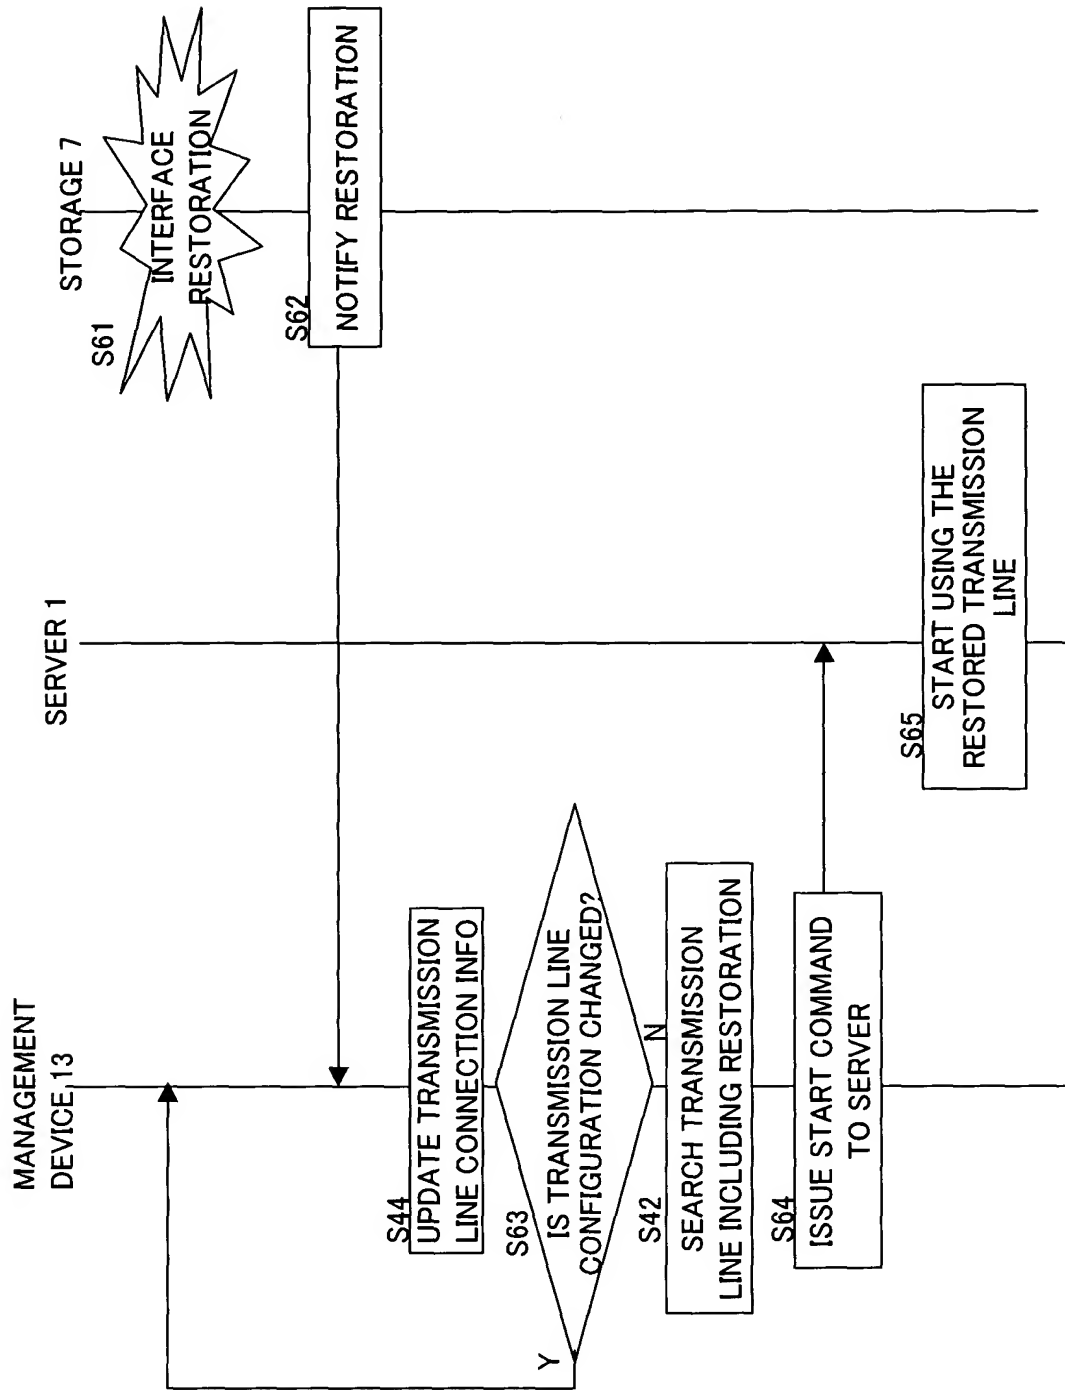 MANAGEMENT
DEVICE 13
SERVER 1
STORAGE 7
S61
INTERFACE
RESTORATION
S62
NOTIFY RESTORATION
S44
UPDATE TRANSMISSION
LINE CONNECTION INFO
S63
IS TRANSMISSION LINE
CONFIGURATION CHANGED?
Y
N
S42
SEARCH TRANSMISSION
LINE INCLUDING RESTORATION
S64
ISSUE START COMMAND
TO SERVER
S65
START USING THE
RESTORED TRANSMISSION
LINE